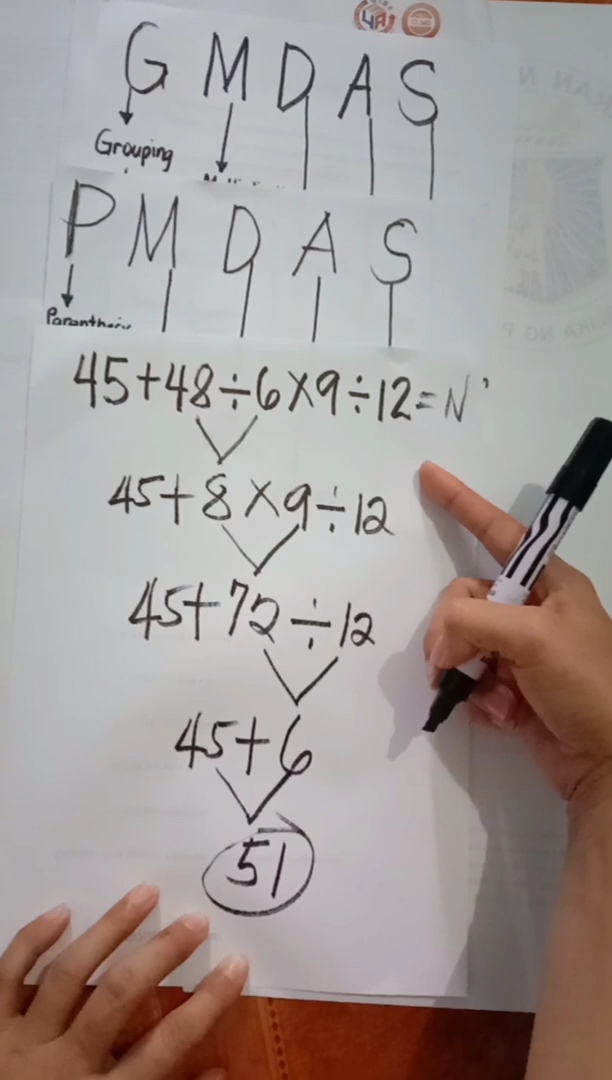 G M D A S
Grouping
P M D A S
45+48÷6×9÷12=N
45+8×9÷12
45+72÷12
45+6
51